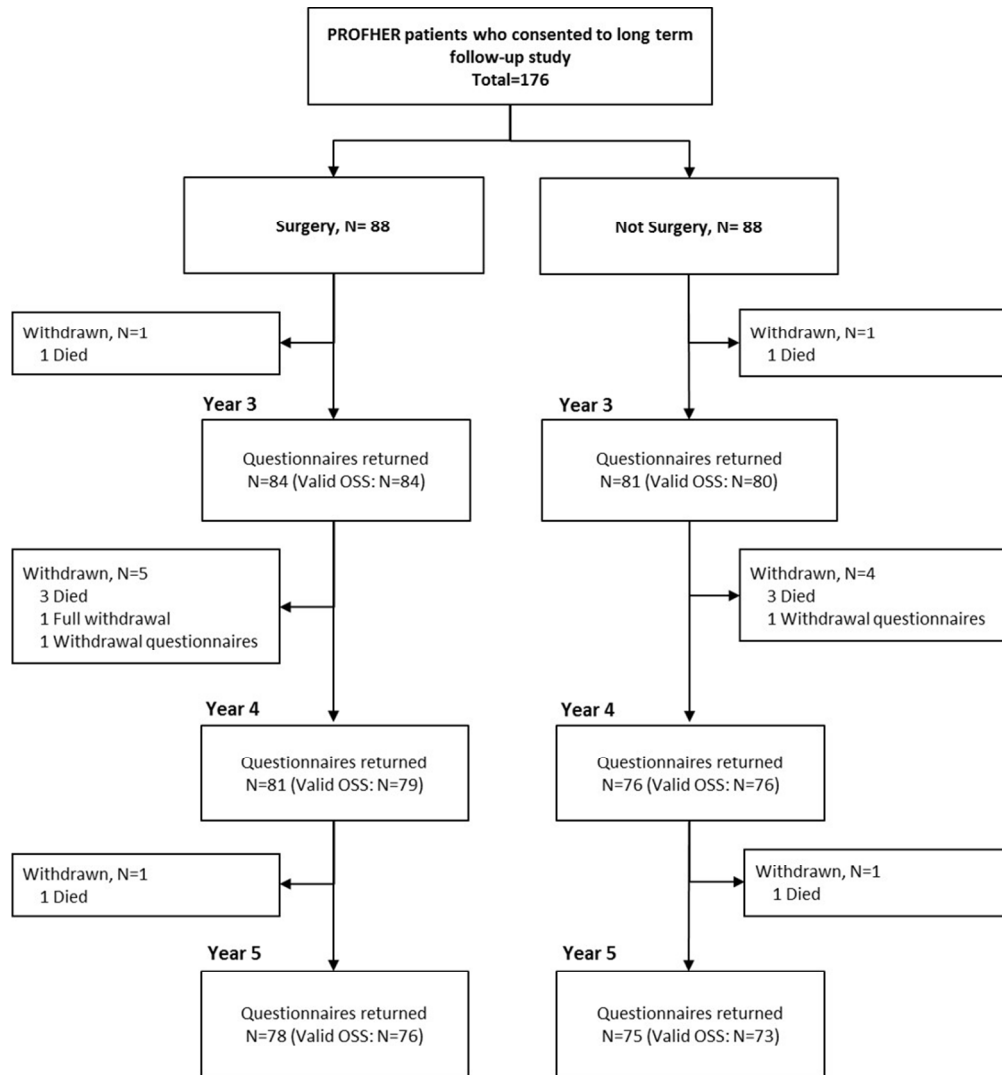 PROFHER patients who consented to long term
follow-up study
Total=176
Surgery, N= 88
Not Surgery, N= 88
Withdrawn, N=1
1 Died
Withdrawn, N=1
1 Died
Year 3
Questionnaires returned
N=84 (Valid OSS: N=84)
Year 3
Questionnaires returned
N=81 (Valid OSS: N=80)
Withdrawn, N=5
3 Died
1 Full withdrawal
1 Withdrawal questionnaires
Withdrawn, N=4
3 Died
1 Withdrawal questionnaires
Year 4
Questionnaires returned
N=81 (Valid OSS: N=79)
Year 4
Questionnaires returned
N=76 (Valid OSS: N=76)
Withdrawn, N=1
1 Died
Withdrawn, N=1
1 Died
Year 5
Questionnaires returned
N=78 (Valid OSS: N=76)
Year 5
Questionnaires returned
N=75 (Valid OSS: N=73)